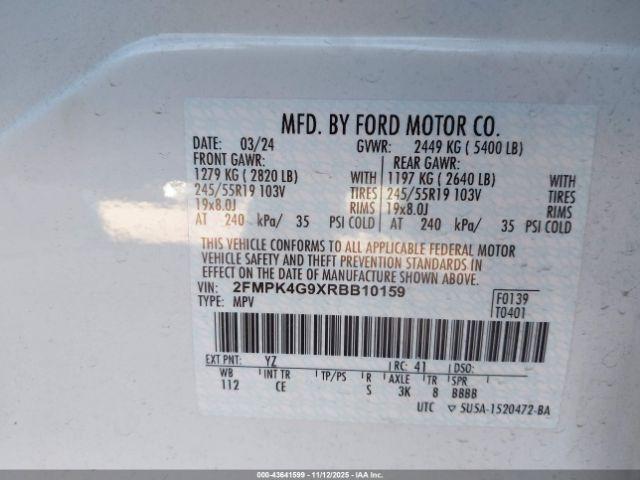 MFD. BY FORD MOTOR CO.
DATE: 03/24 GVWR: 2449 KG ( 5400 LB)
FRONT GAWR: REAR GAWR:
1279 KG ( 2820 LB) WITH 1197 KG ( 2640 LB) WITH
245/55R19 103V TIRES 245/55R19 103V TIRES
19x8.0J RIMS 19x8.0J RIMS
AT 240 kPa/ 35 PSI COLD AT 240 kPa/ 35 PSI COLD
THIS VEHICLE CONFORMS TO ALL APPLICABLE FEDERAL MOTOR
VEHICLE SAFETY AND THEFT PREVENTION STANDARDS IN
EFFECT ON THE DATE OF MANUFACTURE SHOWN ABOVE.
VIN: 2FMPK4G9XRBB10159 F0139
TYPE: MPV T0401
EXT PNT: YZ RC: 41 DSO:
WB INT TR TP/PS R AXLE TR SPR
112 CE S 3K 8 BBBB
UTC ▽ 5U5A-1520472-BA
000-43641599 - 11/12/2025 - IAAI.COM